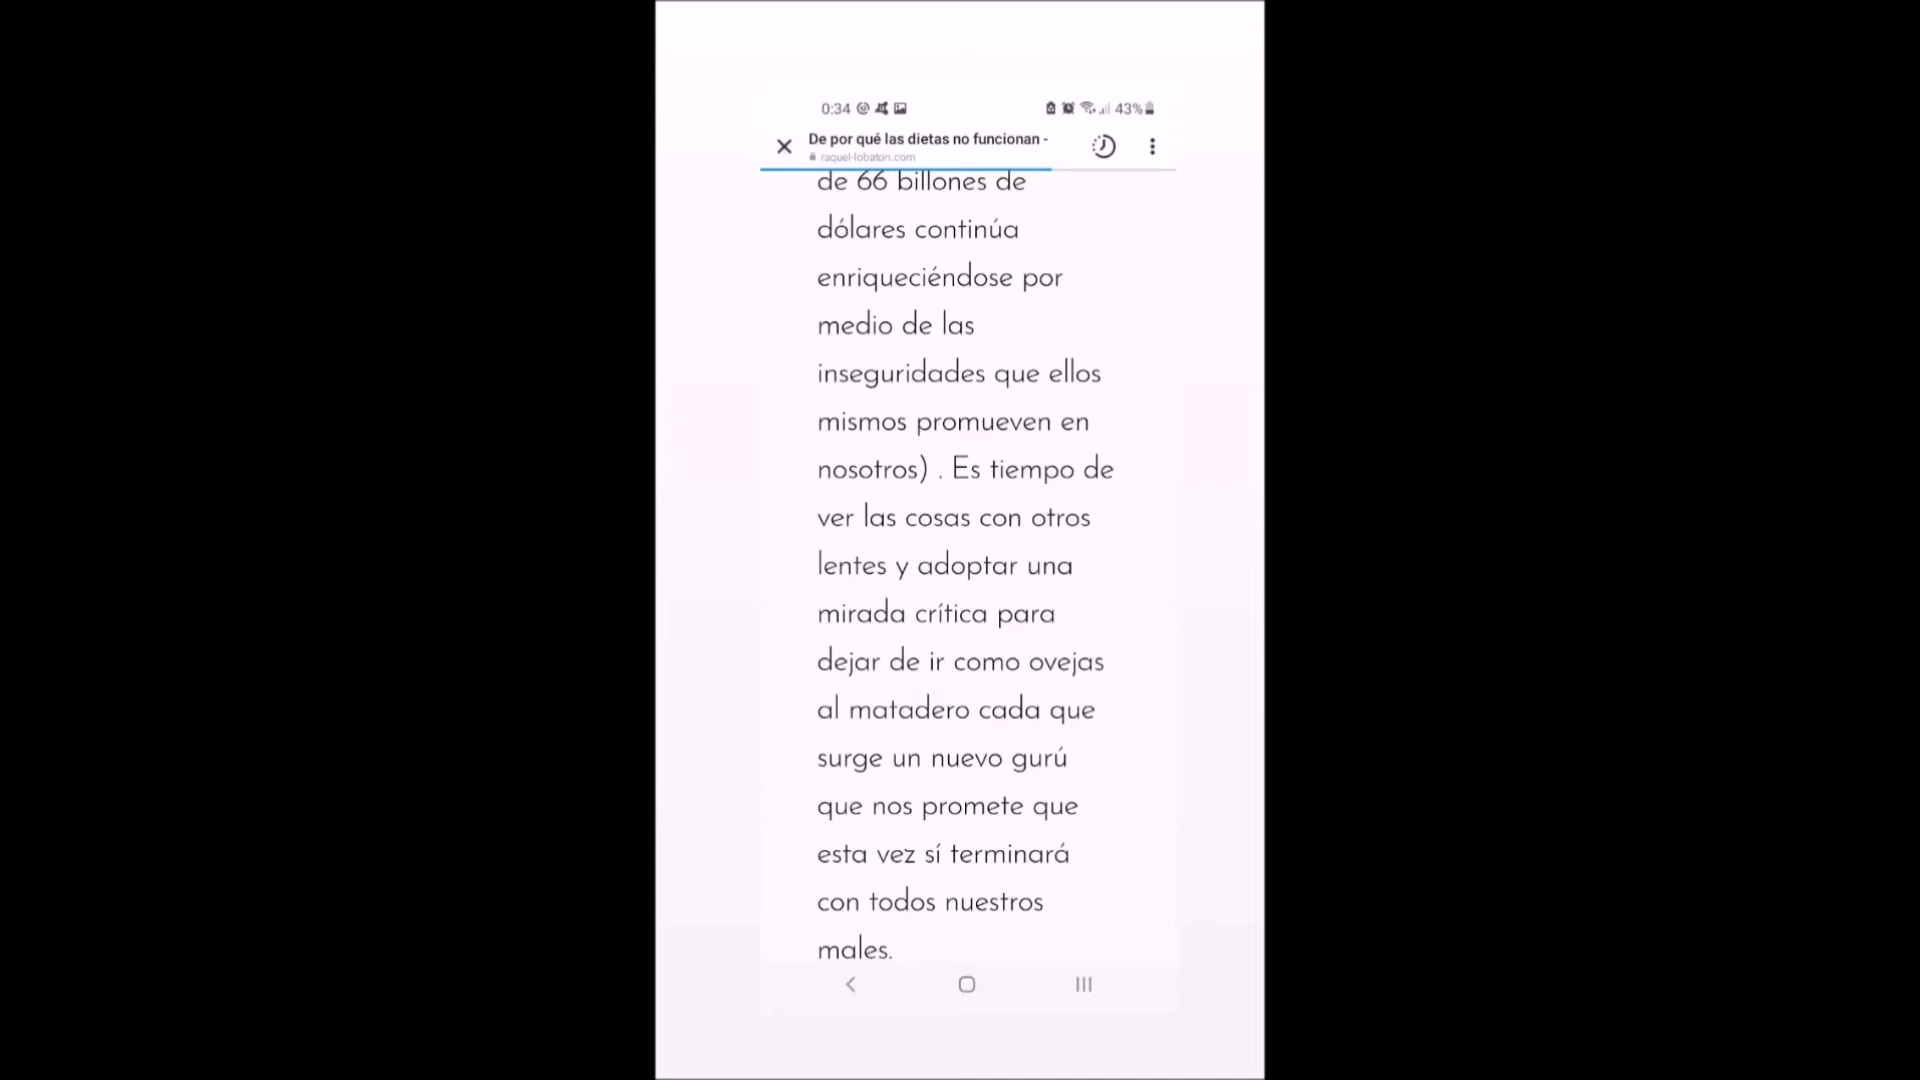 0:34 43%
De por qué las dietas no funcionan -
raquel-lobaton.com
de 66 billones de
dólares continúa
enriqueciéndose por
medio de las
inseguridades que ellos
mismos promueven en
nosotros) . Es tiempo de
ver las cosas con otros
lentes y adoptar una
mirada crítica para
dejar de ir como ovejas
al matadero cada que
surge un nuevo gurú
que nos promete que
esta vez sí terminará
con todos nuestros
males.